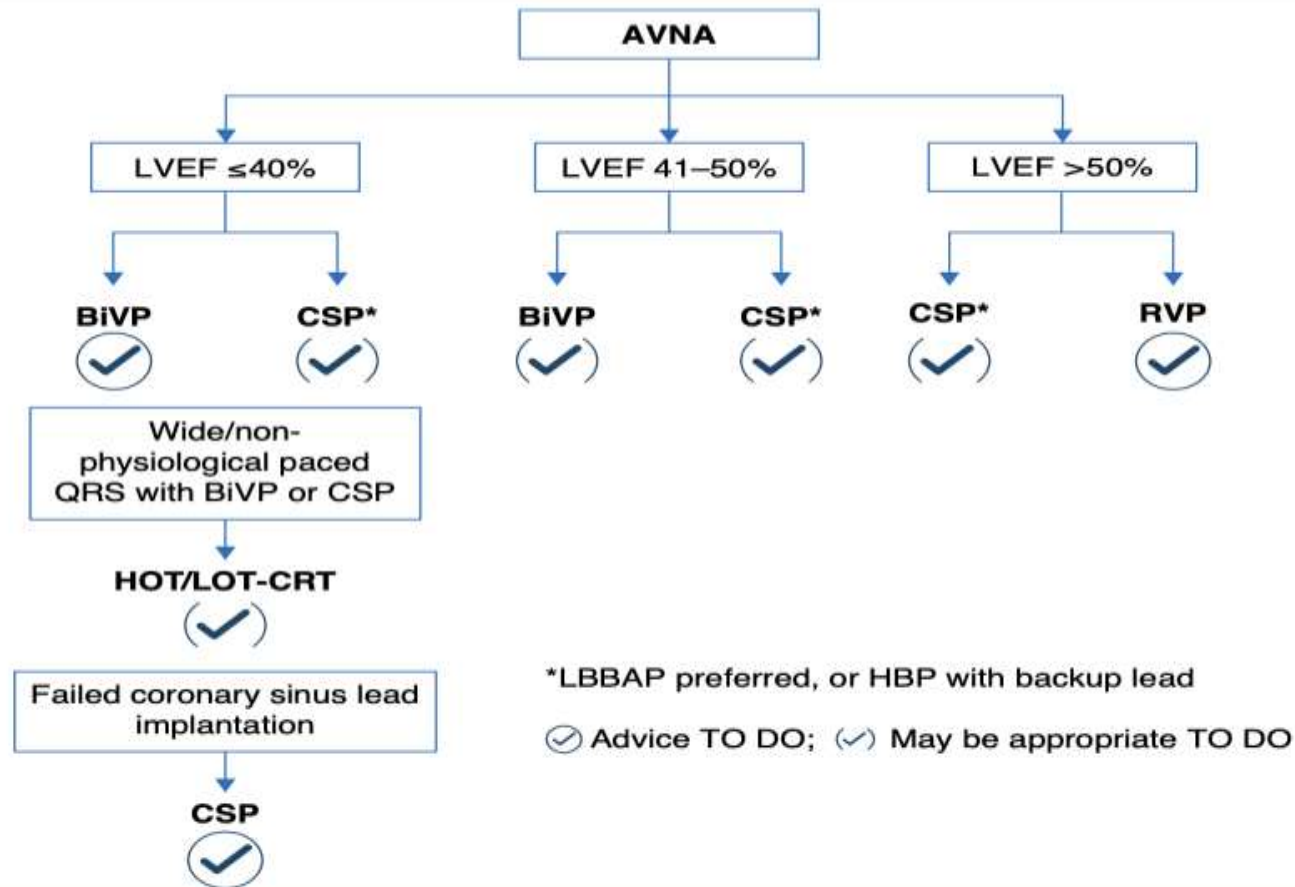 AVNA
LVEF ≤40%
LVEF 41–50%
LVEF >50%
BiVP
CSP*
BiVP
CSP*
CSP*
RVP
Wide/non-
physiological paced
QRS with BiVP or CSP
HOT/LOT-CRT
Failed coronary sinus lead
implantation
CSP
*LBBAP preferred, or HBP with backup lead
Advice TO DO; (✓) May be appropriate TO DO